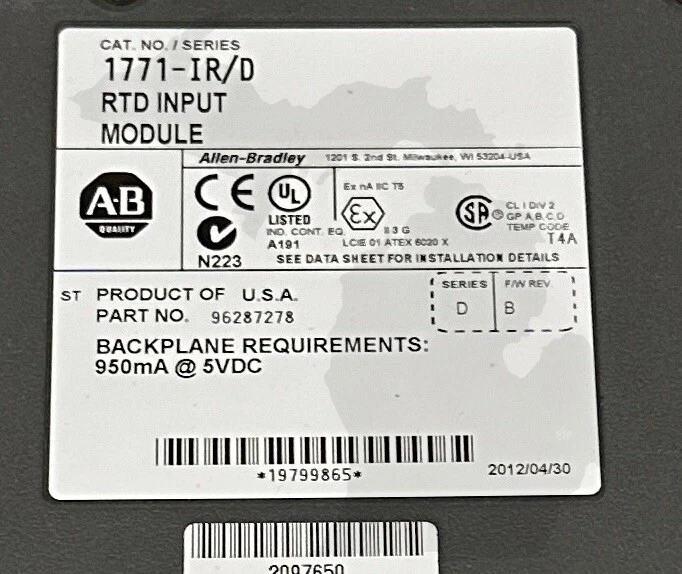 CAT. NO. / SERIES
1771-IR/D
RTD INPUT
MODULE
Allen-Bradley 1201 S. 2nd St. Milwaukee, WI 53204 USA
A·B
QUALITY
CE
UL
LISTED
IND. CONT. EQ.
A191
N223
Ex nA IIC T5
Ex
II 3 G
LCIE 01 ATEX 6020 X
SA
CL I DIV 2
GP A,B,C,D
TEMP CODE
T4A
SEE DATA SHEET FOR INSTALLATION DETAILS
ST PRODUCT OF U.S.A.
PART NO. 96287278
SERIES F/W REV
D B
BACKPLANE REQUIREMENTS:
950mA @ 5VDC
*19799865*
2012/04/30
2097650